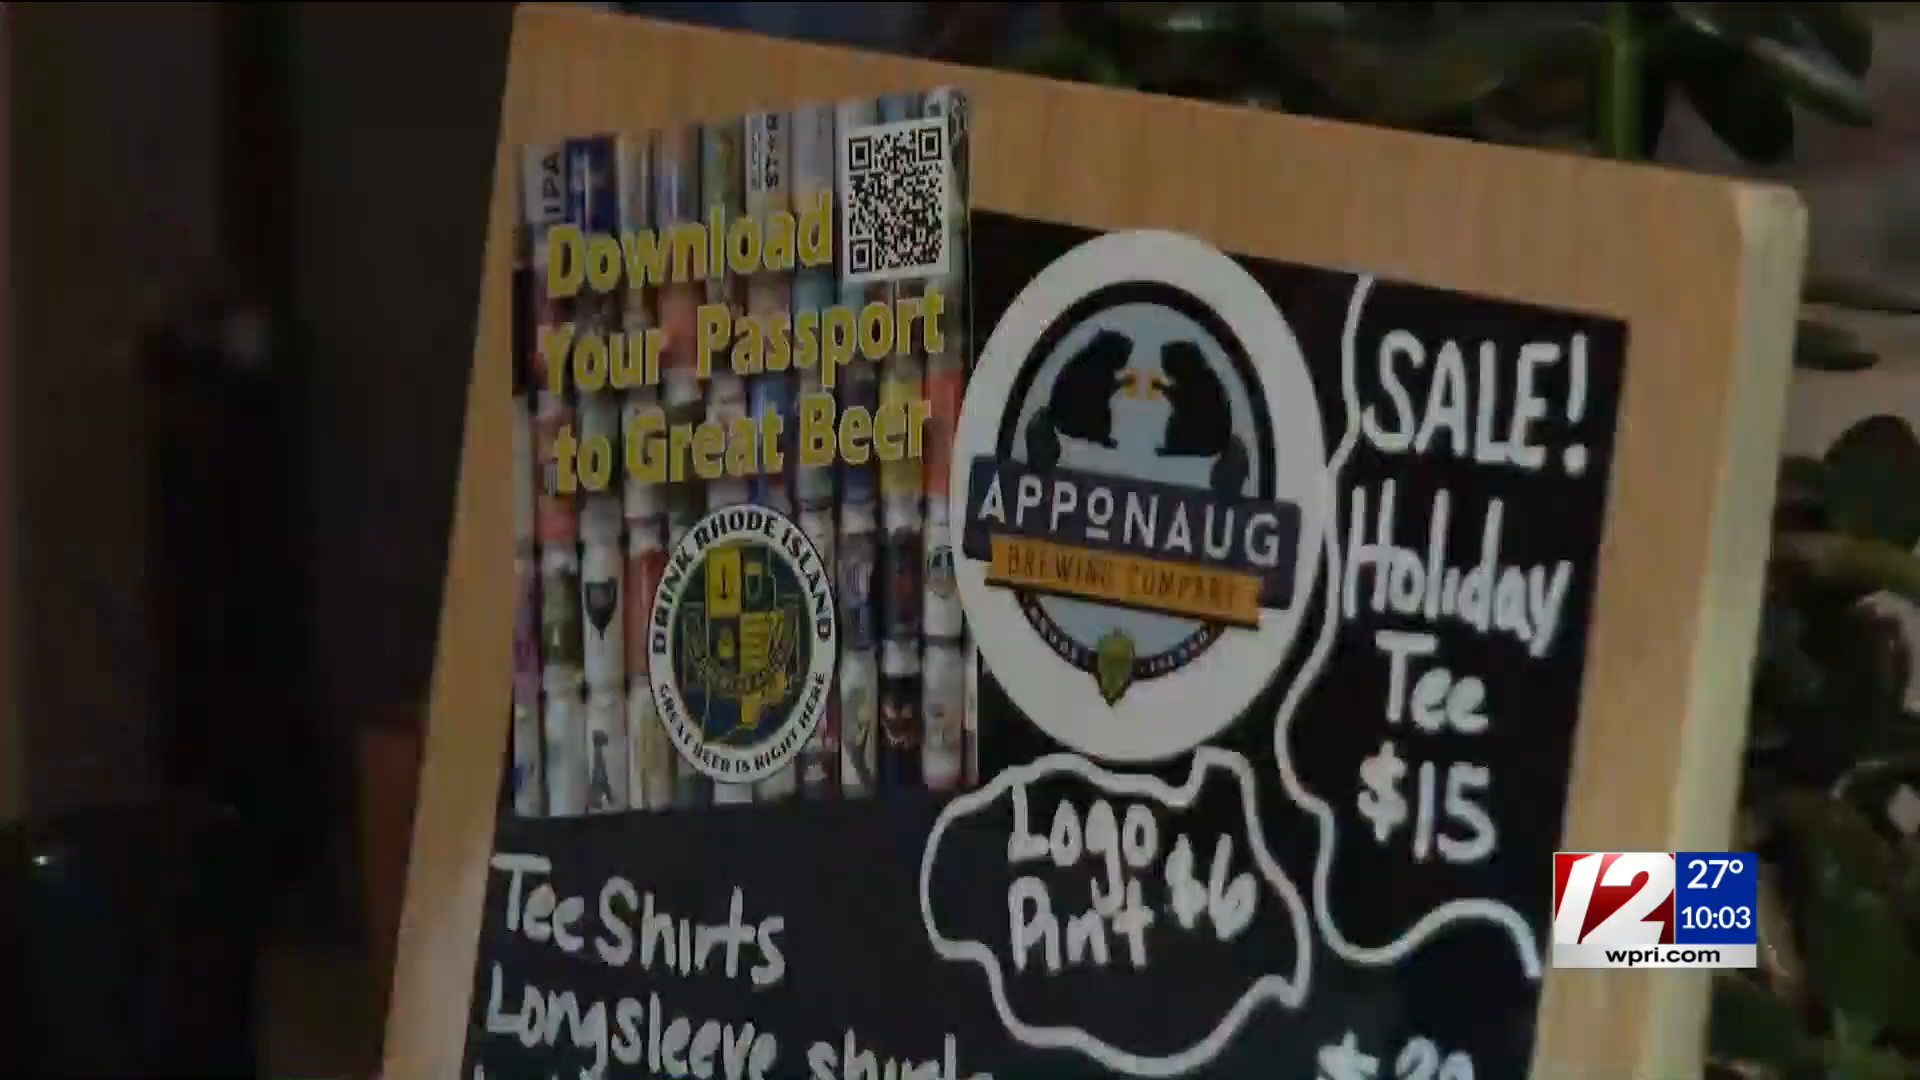 IPA
Download
Your Passport
to Great Beer
DRINK RHODE ISLAND
GREAT BEER IS RIGHT HERE
APPONAUG
BREWING COMPANY
SALE!
Holiday
Tee
$15
Logo
Pint $6
Tee Shirts
Longsleeve
12
27°
10:03
wpri.com